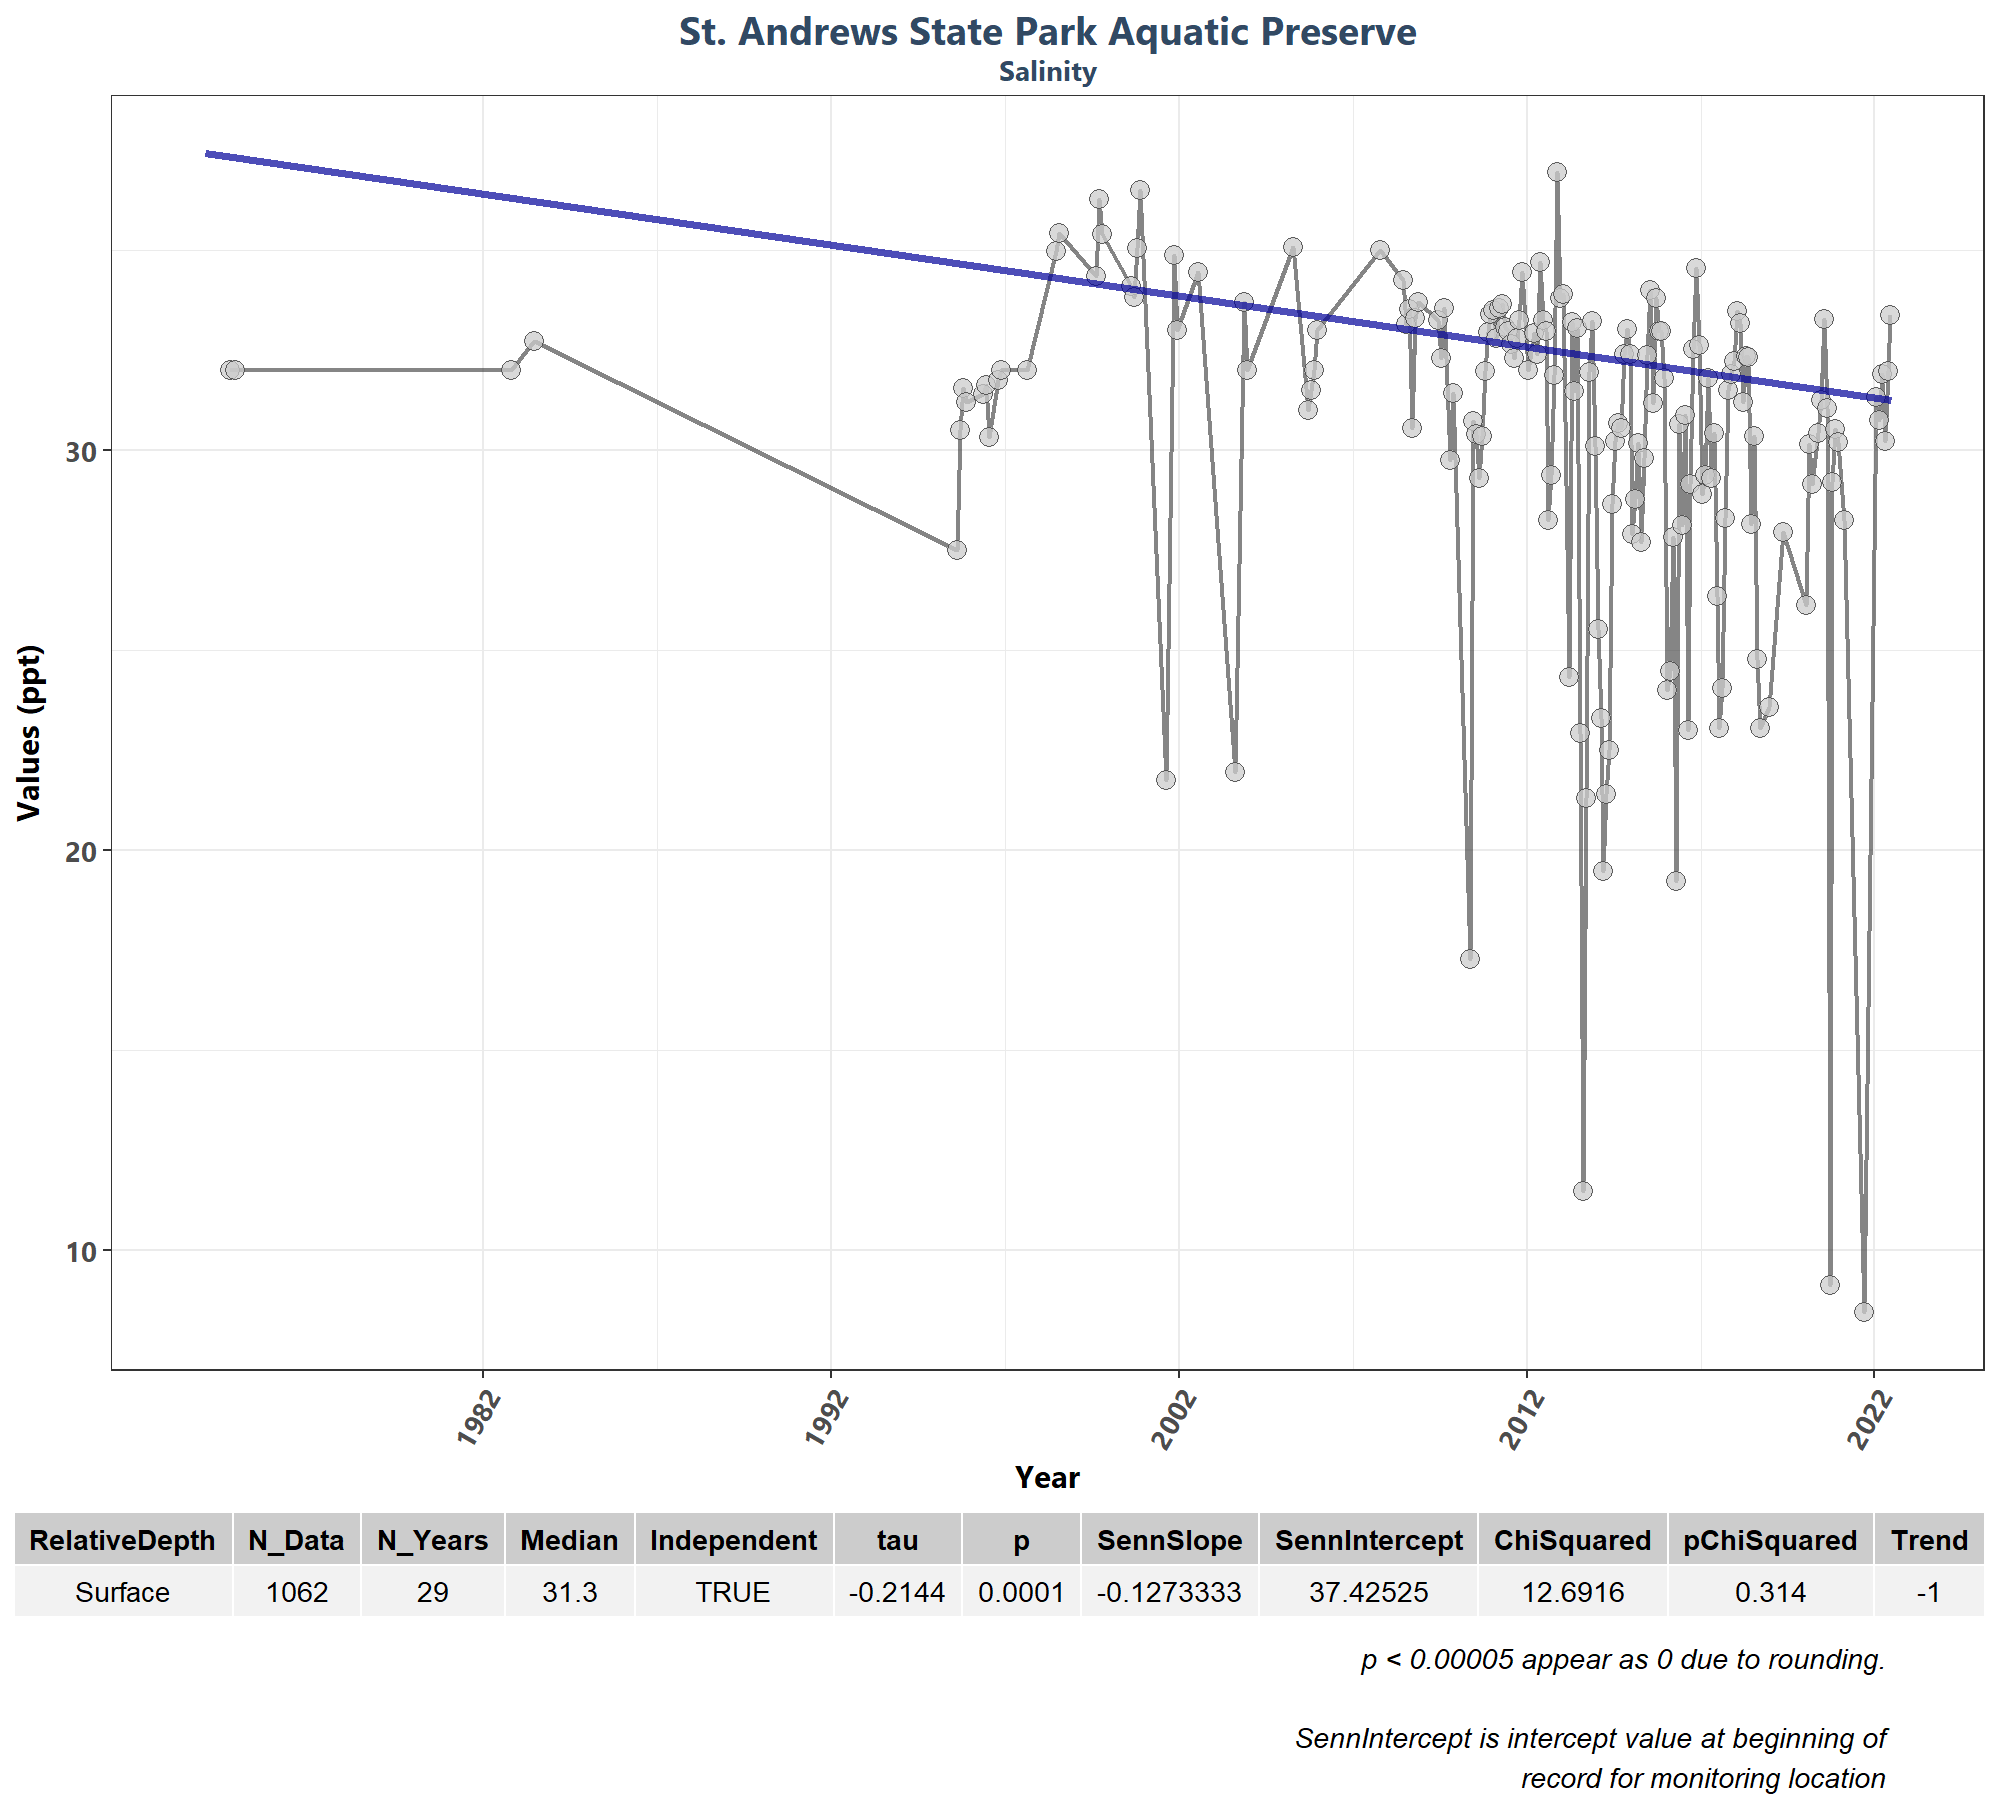 St. Andrews State Park Aquatic Preserve
Salinity
Values (ppt)
30
20
10
1982
1992
2002
2012
2022
Year
RelativeDepth N_Data N_Years Median Independent tau p SennSlope SennIntercept ChiSquared pChiSquared Trend
Surface 1062 29 31.3 TRUE -0.2144 0.0001 -0.1273333 37.42525 12.6916 0.314 -1
p < 0.00005 appear as 0 due to rounding.
SennIntercept is intercept value at beginning of
record for monitoring location